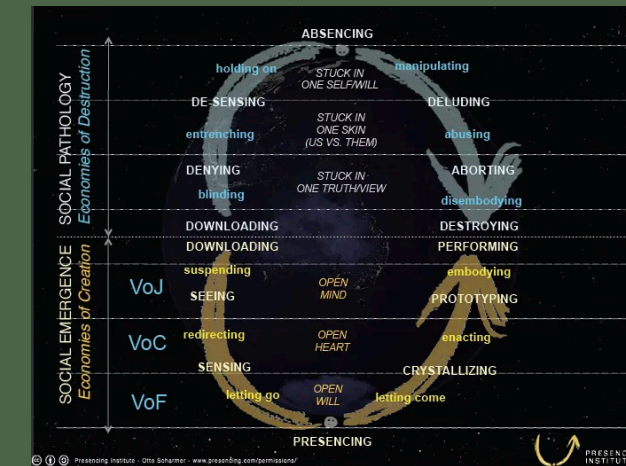 ABSENCING
holding on
manipulating
STUCK IN
ONE SELF/WILL
DE-SENSING
DELUDING
STUCK IN
ONE SKIN
(US VS. THEM)
entrenching
abusing
DENYING
ABORTING
STUCK IN
ONE TRUTH/VIEW
blinding
disembodying
DOWNLOADING
DESTROYING
SOCIAL PATHOLOGY
Economies of Destruction
DOWNLOADING
PERFORMING
suspending
embodying
VoJ
OPEN
MIND
SEEING
PROTOTYPING
VoC
redirecting
OPEN
HEART
enacting
SENSING
CRYSTALLIZING
VoF
letting go
OPEN
WILL
letting come
PRESENCING
SOCIAL EMERGENCE
Economies of Creation
Presencing Institute - Otto Scharmer - www.presencing.com/permissions/
PRESENC
INSTITUT